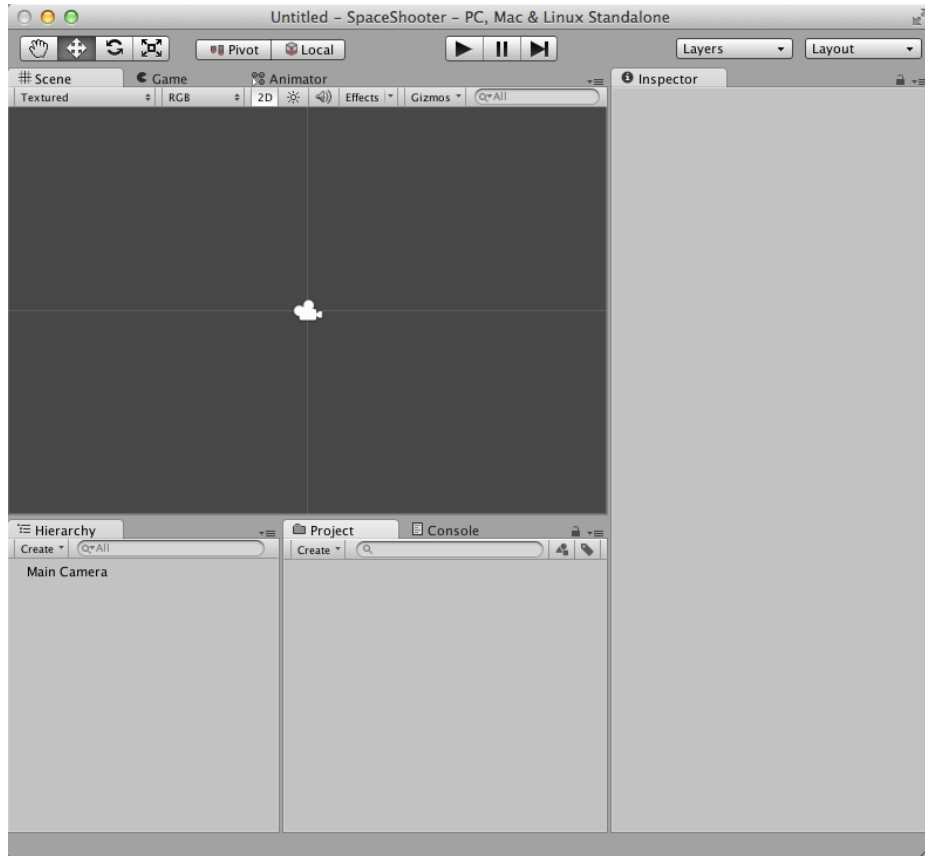 Untitled – SpaceShooter – PC, Mac & Linux Standalone
Pivot Local Layers Layout
Scene Game Animator Inspector
Textured RGB 2D Effects Gizmos All
Hierarchy Project Console
Create All Create
Main Camera